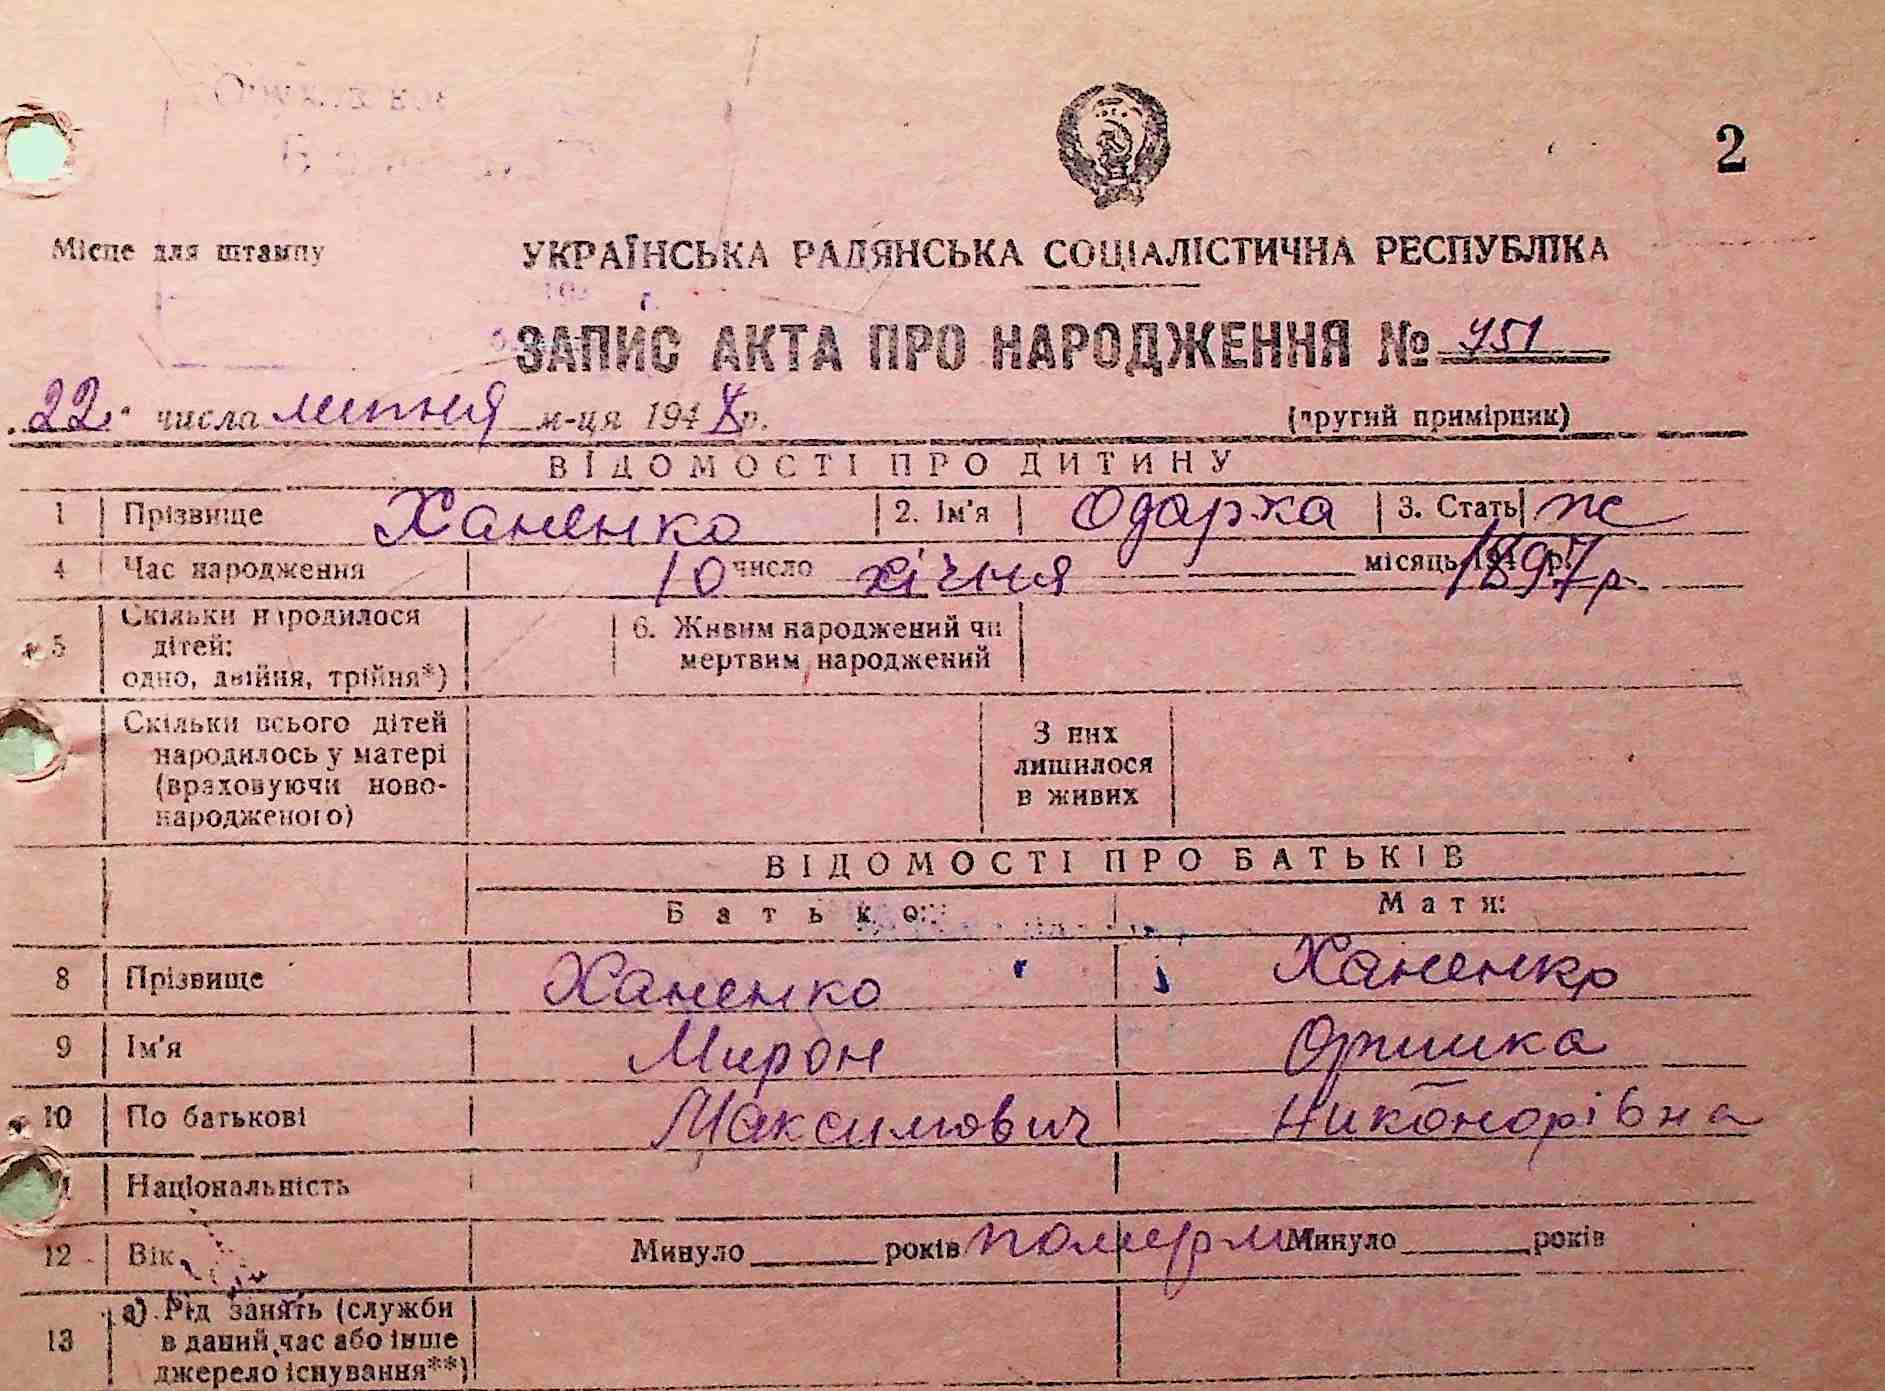 2
Місце для штампу
УКРАЇНСЬКА РАДЯНСЬКА СОЦІАЛІСТИЧНА РЕСПУБЛІКА
ЗАПИС АКТА ПРО НАРОДЖЕННЯ № 451
22 числа липня м-ця 194 р.
(другий примірник)
ВІДОМОСТІ ПРО ДИТИНУ
1 Прізвище Ханенко 2. Ім'я Одарка 3. Стать ж
4 Час народження 10 число січня місяць 1897 р.
5 Скільки народилося дітей: одно, двійня, трійня*) 6. Живим народжений чи мертвим народжений
Скільки всього дітей народилось у матері (враховуючи новонародженого) З них лишилося в живих
ВІДОМОСТІ ПРО БАТЬКІВ
Батько: Мати:
8 Прізвище Ханенко Ханенко
9 Ім'я Мирон Оришка
10 По батькові Максимович Никонорівна
Національність
12 Вік Минуло років померли Минуло років
13 а) Рід занять (служби в даний час або інше джерело існування**)